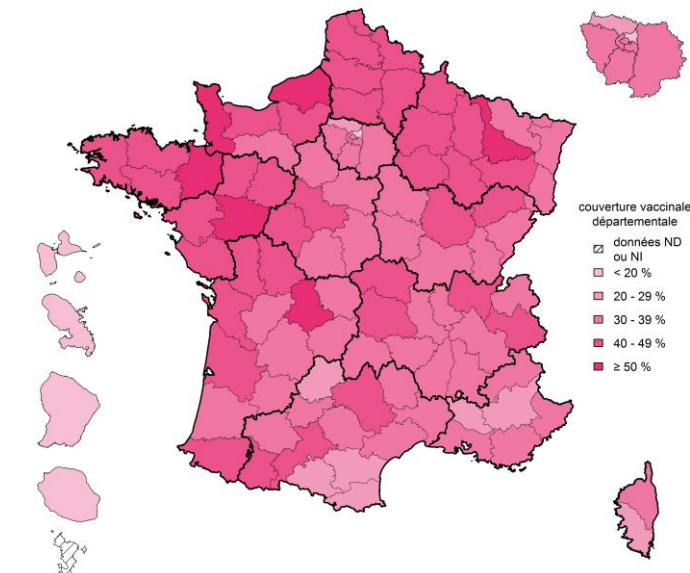 couverture vaccinale
départementale
données ND
ou NI
< 20 %
20 - 29 %
30 - 39 %
40 - 49 %
≥ 50 %